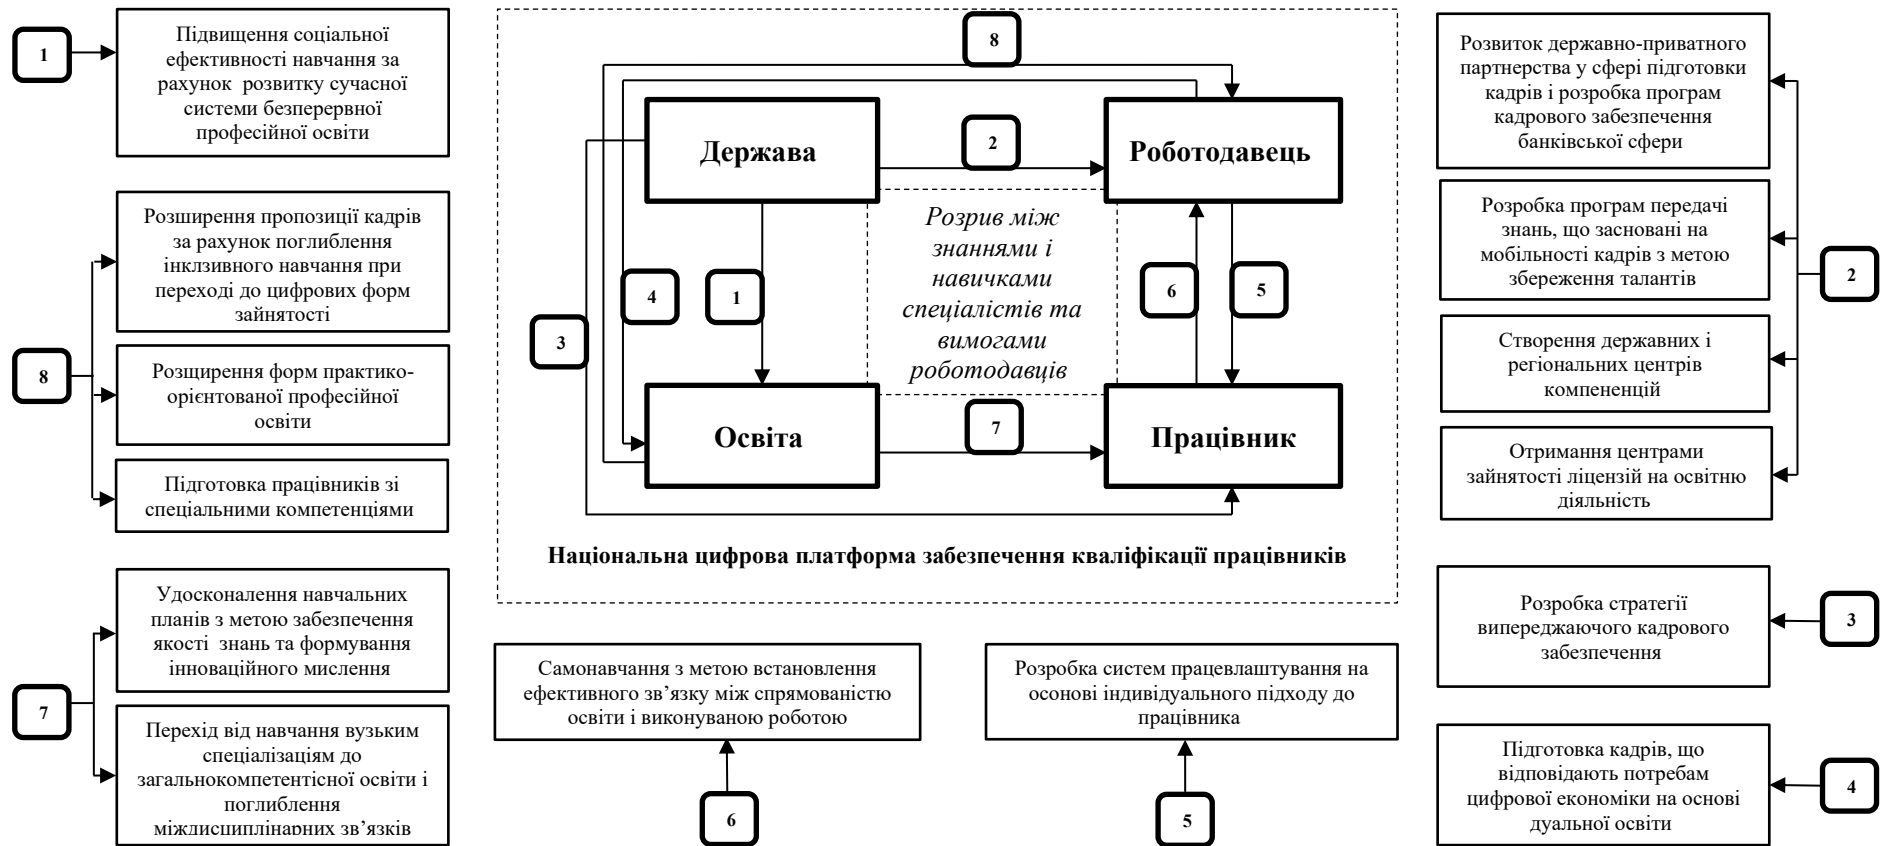 1
Підвищення соціальної
ефективності навчання за
рахунок розвитку сучасної
системи безперервної
професійної освіти
8
Розширення пропозиції кадрів
за рахунок поглиблення
інклзивного навчання при
переході до цифрових форм
зайнятості
Розщирення форм практико-
орієнтованої професійної
освіти
Підготовка працівників зі
спеціальними компетенціями
7
Удосконалення навчальних
планів з метою забезпечення
якості знань та формування
інноваційного мислення
Перехід від навчання вузьким
спеціалізаціям до
загальнокомпетентісної освіти і
поглиблення
міждисциплінарних зв’язків
8
Держава
2
Роботодавець
Розрив між
знаннями і
навичками
спеціалістів та
вимогами
роботодавців
3
4
1
6
5
Освіта
7
Працівник
Національна цифрова платформа забезпечення кваліфікації працівників
Самонавчання з метою встановлення
ефективного зв’язку між спрямованістю
освіти і виконуваною роботою
6
Розробка систем працевлаштування на
осонові індивідуального підходу до
працівника
5
Розвиток державно-приватного
партнерства у сфері підготовки
кадрів і розробка програм
кадрового забезпечення
банківської сфери
Розробка програм передачі
знань, що засновані на
мобільності кадрів з метою
збереження талантів
2
Створення державних і
регіональних центрів
компененцій
Отримання центрами
зайнятості ліцензій на освітню
діяльність
Розробка стратегії
випереджаючого кадрового
забезпечення
3
Підготовка кадрів, що
відповідають потребам
цифрової економіки на основі
дуальної освіти
4